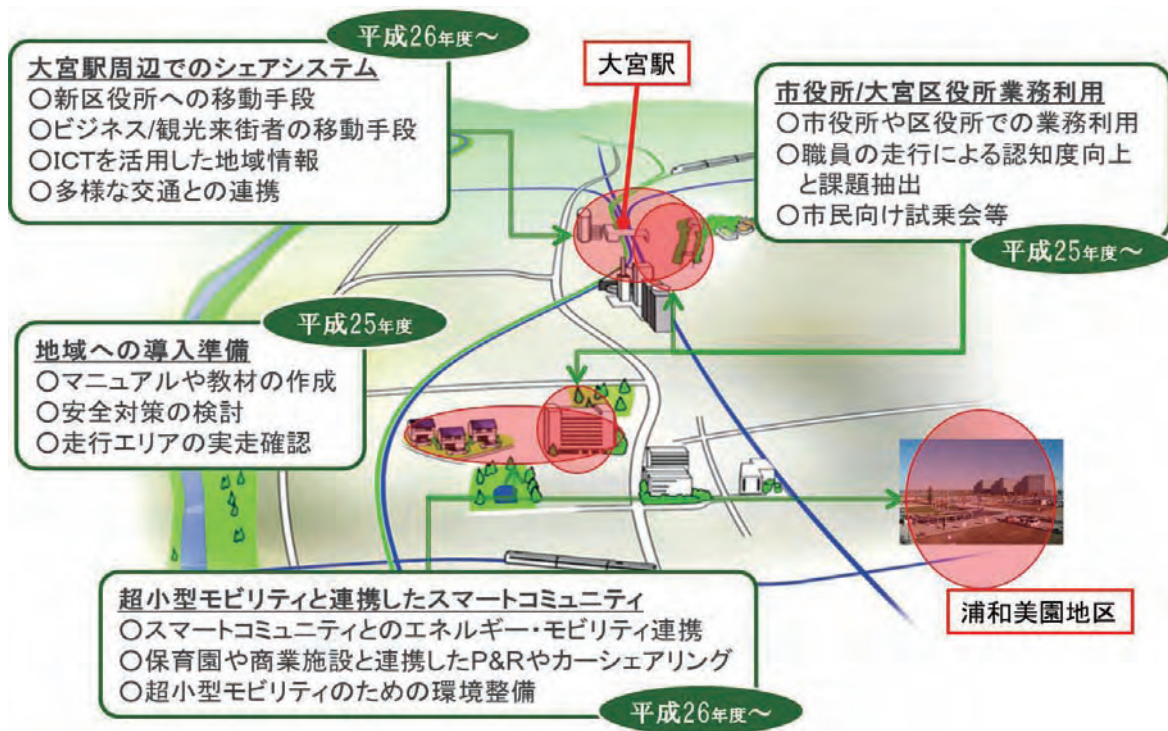 平成26年度～
大宮駅周辺でのシェアシステム
○新区役所への移動手段
○ビジネス/観光来街者の移動手段
○ICTを活用した地域情報
○多様な交通との連携
大宮駅
市役所/大宮区役所業務利用
○市役所や区役所での業務利用
○職員の走行による認知度向上
と課題抽出
○市民向け試乗会等
平成25年度～
平成25年度
地域への導入準備
○マニュアルや教材の作成
○安全対策の検討
○走行エリアの実走確認
超小型モビリティと連携したスマートコミュニティ
○スマートコミュニティとのエネルギー・モビリティ連携
○保育園や商業施設と連携したP&Rやカーシェアリング
○超小型モビリティのための環境整備
平成26年度～
浦和美園地区